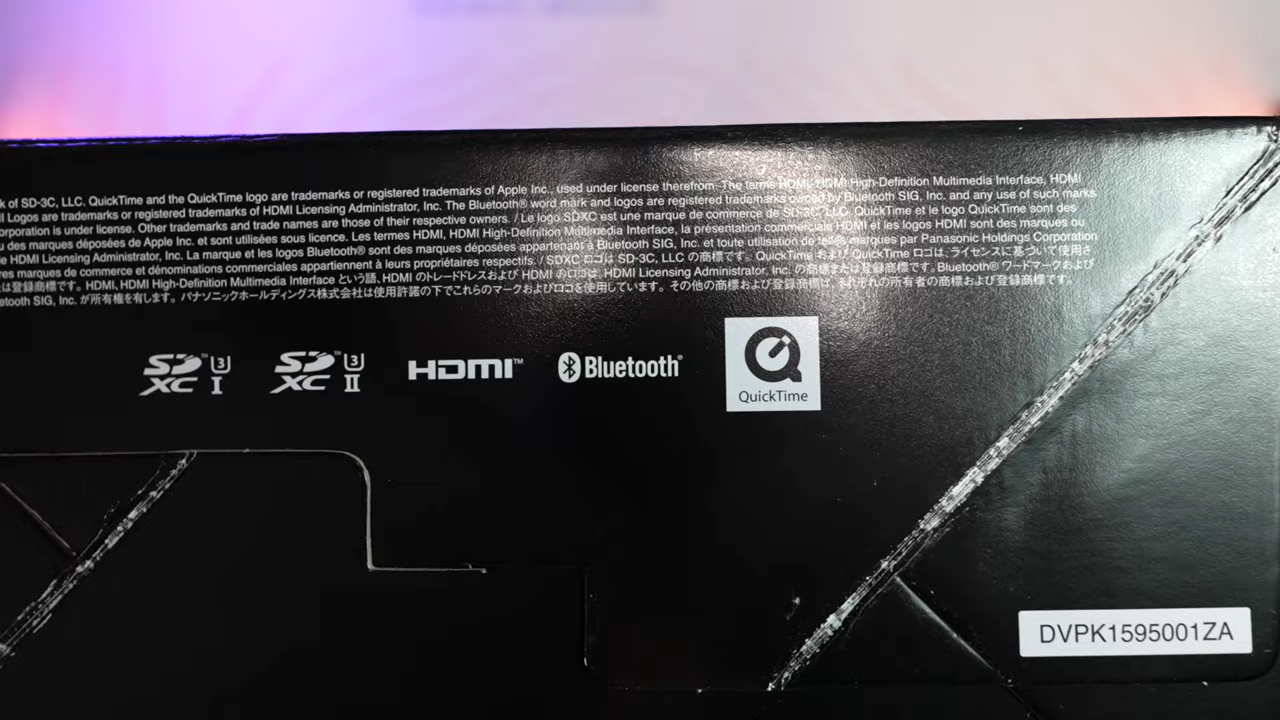 k of SD-3C, LLC. QuickTime and the QuickTime logo are trademarks or registered trademarks of Apple Inc., used under license therefrom. The terms HDMI, HDMI High-Definition Multimedia Interface, HDMI
Logos are trademarks or registered trademarks of HDMI Licensing Administrator, Inc. The Bluetooth® word mark and logos are registered trademarks owned by Bluetooth SIG, Inc. and any use of such marks
orporation is under license. Other trademarks and trade names are those of their respective owners. / Le logo SDXC est une marque de commerce de SD-3C, LLC. QuickTime et le logo QuickTime sont des
u des marques déposées de Apple Inc. et sont utilisées sous licence. Les termes HDMI, HDMI High-Definition Multimedia Interface, la présentation commerciale HDMI et les logos HDMI sont des marques ou
e HDMI Licensing Administrator, Inc. La marque et les logos Bluetooth® sont des marques déposées appartenant à Bluetooth SIG, Inc. et toute utilisation de telles marques par Panasonic Holdings Corporation
res marques de commerce et dénominations commerciales appartiennent à leurs propriétaires respectifs. / SDXC ロゴは SD-3C, LLC の商標です。QuickTime および QuickTime ロゴは、ライセンスに基づいて使用さ
は登録商標です。HDMI, HDMI High-Definition Multimedia Interface という語、HDMI のトレードドレスおよび HDMI のロゴは、HDMI Licensing Administrator, Inc. の商標または登録商標です。Bluetooth® ワードマークおよび
etooth SIG, Inc. が所有権を有します。パナソニックホールディングス株式会社は使用許諾の下でこれらのマークおよびロゴを使用しています。その他の商標および登録商標は、それぞれの所有者の商標および登録商標です。
SD XC ™ U3 I
SD XC ™ U3 II
HDMI™
Bluetooth®
QuickTime
DVPK1595001ZA